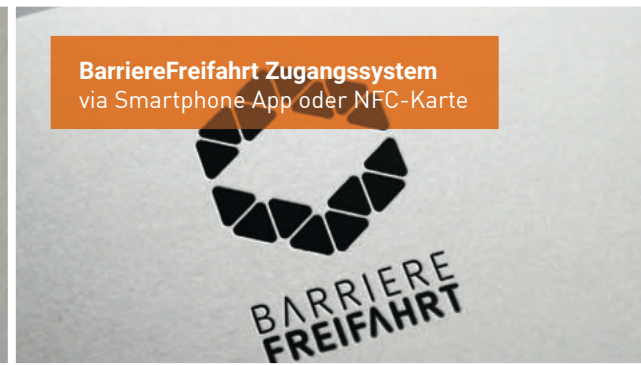 BarriereFreifahrt Zugangssystem
via Smartphone App oder NFC-Karte
BARRIERE
FREIFAHRT